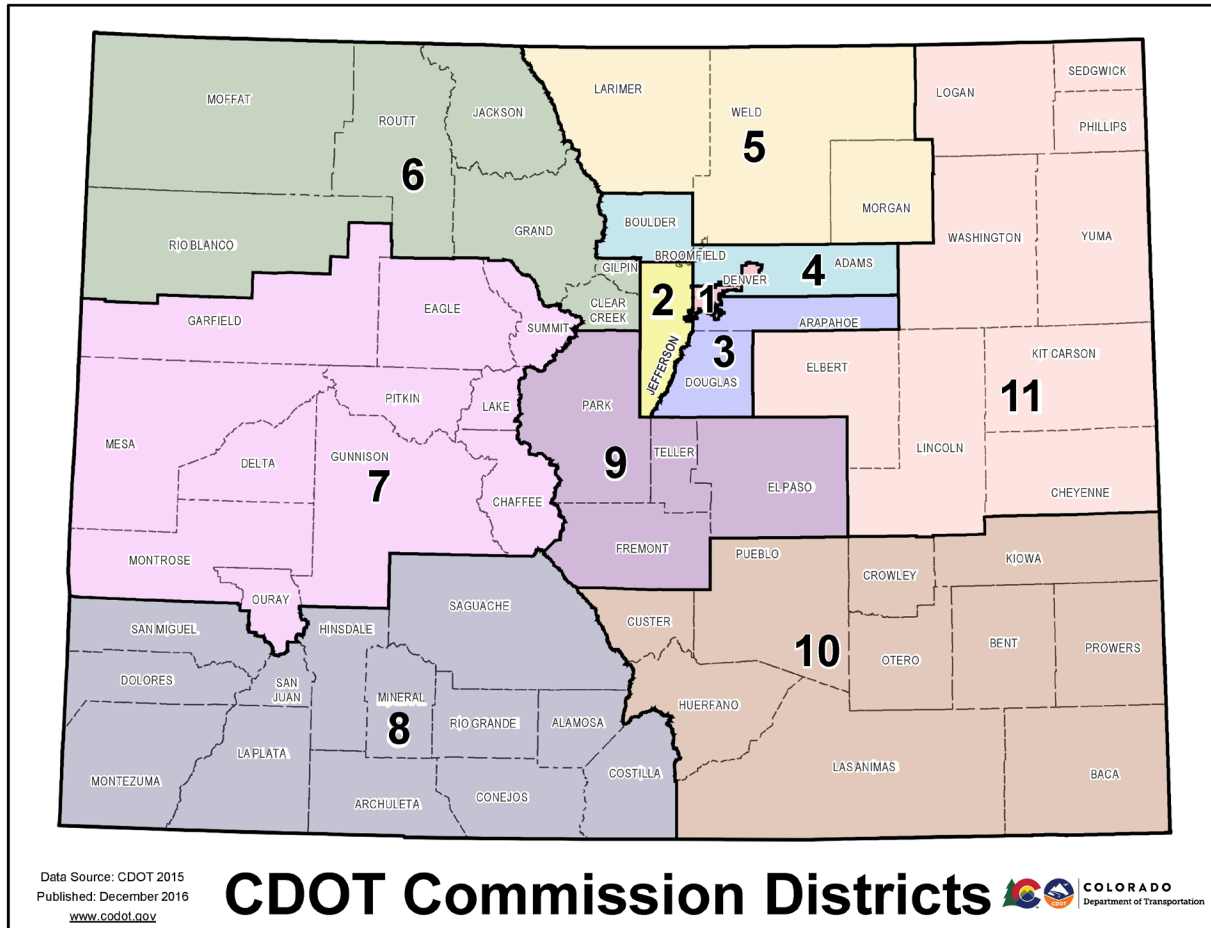 MOFFAT
ROUTT
JACKSON
LARIMER
WELD
5
LOGAN
SEDGWICK
PHILLIPS
6
RIO BLANCO
GRAND
BOULDER
MORGAN
WASHINGTON
YUMA
BROOMFIELD
GILPIN
DENVER
4
ADAMS
CLEAR
CREEK
2
1
GARFIELD
EAGLE
SUMMIT
JEFFERSON
ARAPAHOE
3
DOUGLAS
ELBERT
KIT CARSON
11
PITKIN
LAKE
PARK
MESA
DELTA
GUNNISON
7
CHAFFEE
9
TELLER
EL PASO
LINCOLN
CHEYENNE
MONTROSE
OURAY
FREMONT
PUEBLO
CROWLEY
KIOWA
SAGUACHE
SAN MIGUEL
HINSDALE
CUSTER
10
OTERO
BENT
PROWERS
DOLORES
SAN
JUAN
MINERAL
8
RIO GRANDE
ALAMOSA
HUERFANO
MONTEZUMA
LA PLATA
ARCHULETA
CONEJOS
COSTILLA
LAS ANIMAS
BACA
Data Source: CDOT 2015
Published: December 2016
www.codot.gov
CDOT Commission Districts
CDOT
COLORADO
Department of Transportation